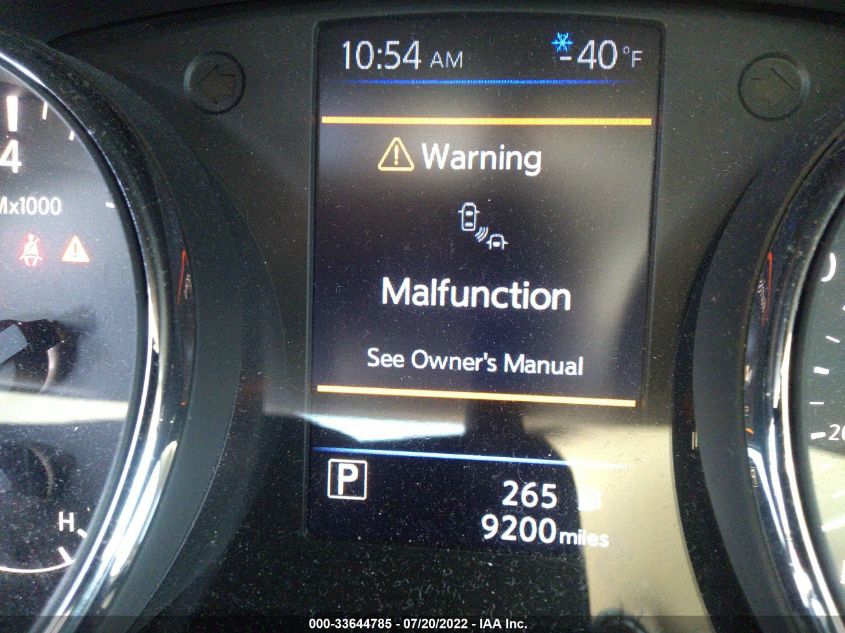 10:54 AM -40 °F
Warning
4
Mx1000
Malfunction
See Owner's Manual
20
P
265
9200 miles
H
000-33644785 - 07/20/2022 - IAA Inc.